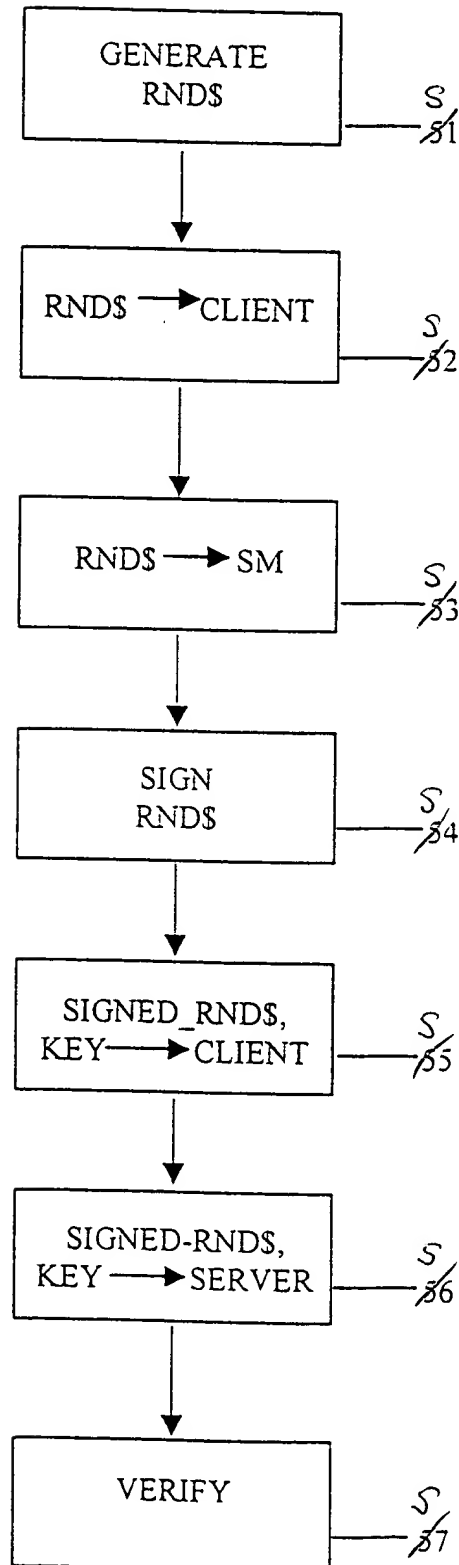 GENERATE
RND$
S
51
RND$ → CLIENT
S
52
RND$ → SM
S
53
SIGN
RND$
S
54
SIGNED_RND$,
KEY → CLIENT
S
55
SIGNED-RND$,
KEY → SERVER
S
56
VERIFY
S
57